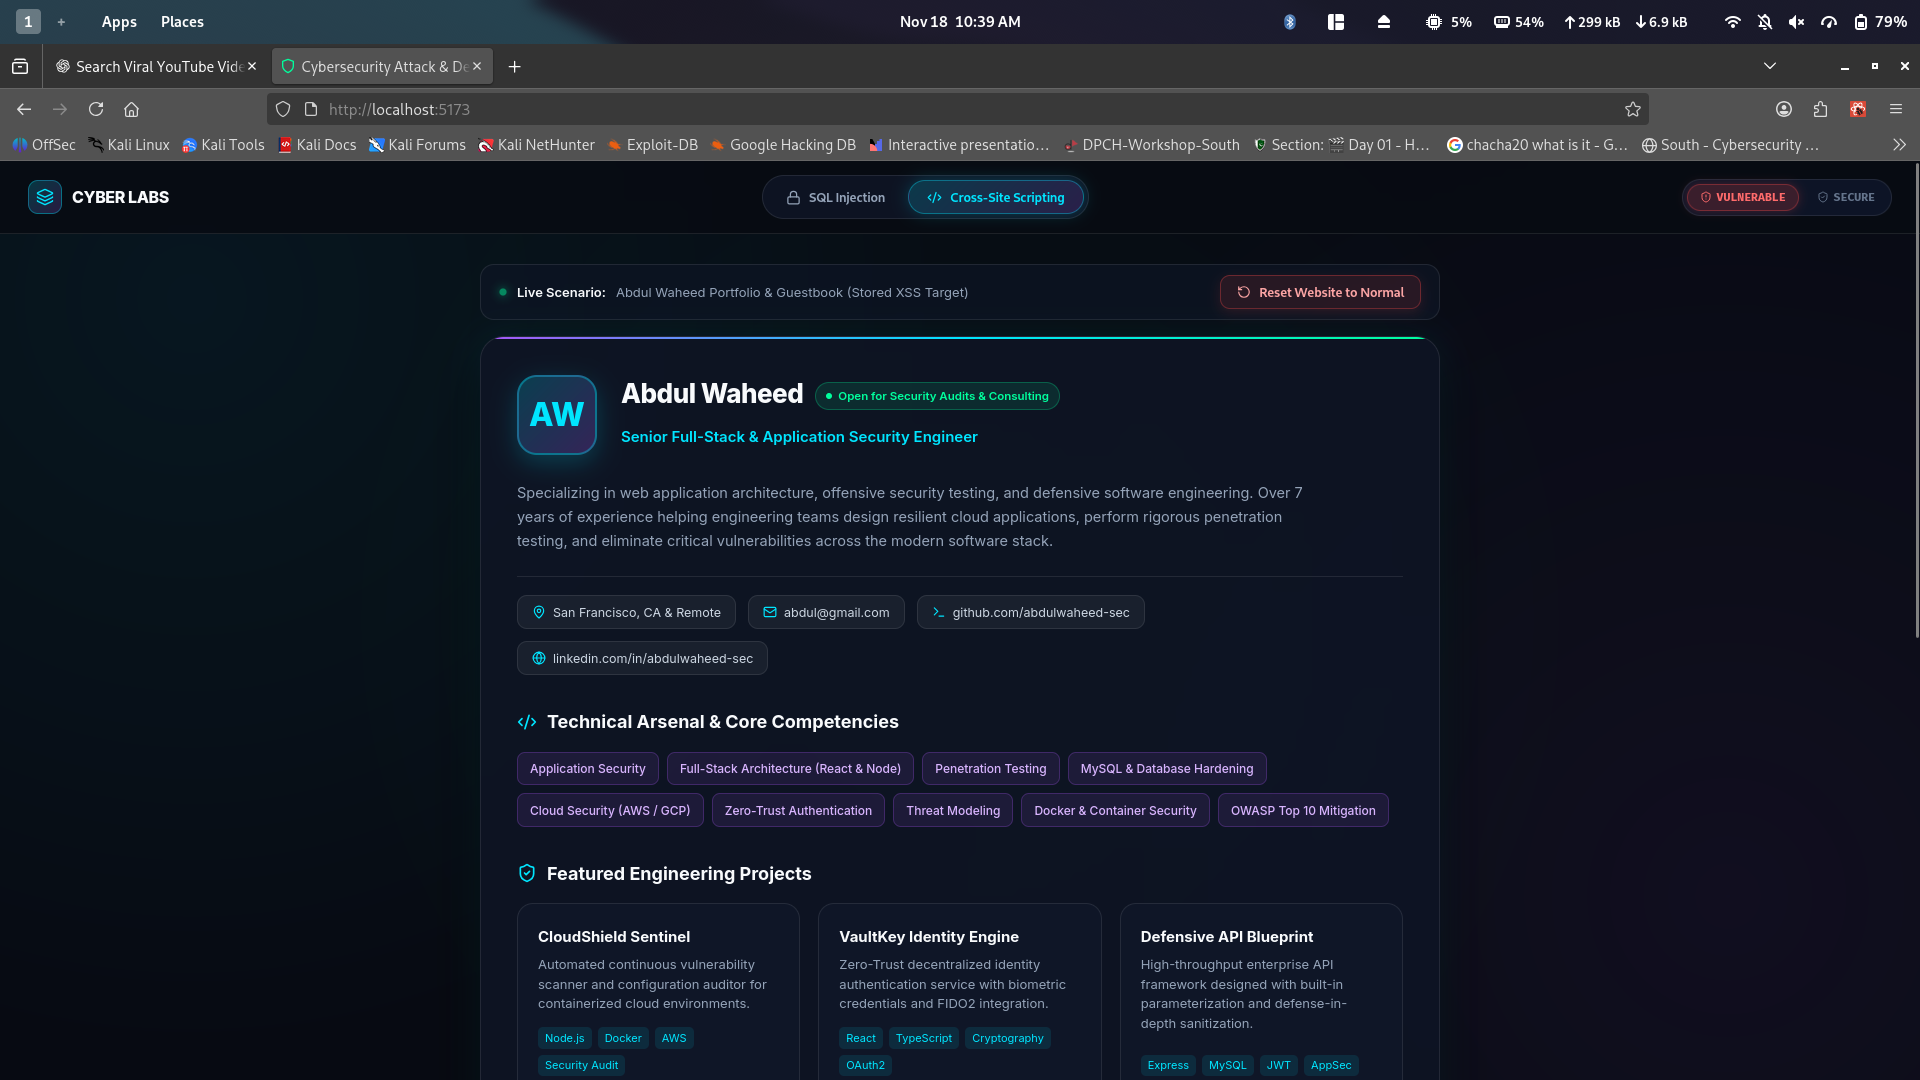 1 + Apps Places Nov 18 10:39 AM 5% 54% 299 kB 6.9 kB 79%
Search Viral YouTube Vide Cybersecurity Attack & De
http://localhost:5173
OffSec Kali Linux Kali Tools Kali Docs Kali Forums Kali NetHunter Exploit-DB Google Hacking DB Interactive presentatio… DPCH-Workshop-South Section: 🎬 Day 01 - H… chacha20 what is it - G… South - Cybersecurity …
CYBER LABS SQL Injection Cross-Site Scripting VULNERABLE SECURE
Live Scenario: Abdul Waheed Portfolio & Guestbook (Stored XSS Target) Reset Website to Normal
AW
Abdul Waheed Open for Security Audits & Consulting
Senior Full-Stack & Application Security Engineer
Specializing in web application architecture, offensive security testing, and defensive software engineering. Over 7
years of experience helping engineering teams design resilient cloud applications, perform rigorous penetration
testing, and eliminate critical vulnerabilities across the modern software stack.
San Francisco, CA & Remote abdul@gmail.com github.com/abdulwaheed-sec
linkedin.com/in/abdulwaheed-sec
Technical Arsenal & Core Competencies
Application Security Full-Stack Architecture (React & Node) Penetration Testing MySQL & Database Hardening
Cloud Security (AWS / GCP) Zero-Trust Authentication Threat Modeling Docker & Container Security OWASP Top 10 Mitigation
Featured Engineering Projects
CloudShield Sentinel
Automated continuous vulnerability
scanner and configuration auditor for
containerized cloud environments.
Node.js Docker AWS
Security Audit
VaultKey Identity Engine
Zero-Trust decentralized identity
authentication service with biometric
credentials and FIDO2 integration.
React TypeScript Cryptography
OAuth2
Defensive API Blueprint
High-throughput enterprise API
framework designed with built-in
parameterization and defense-in-
depth sanitization.
Express MySQL JWT AppSec